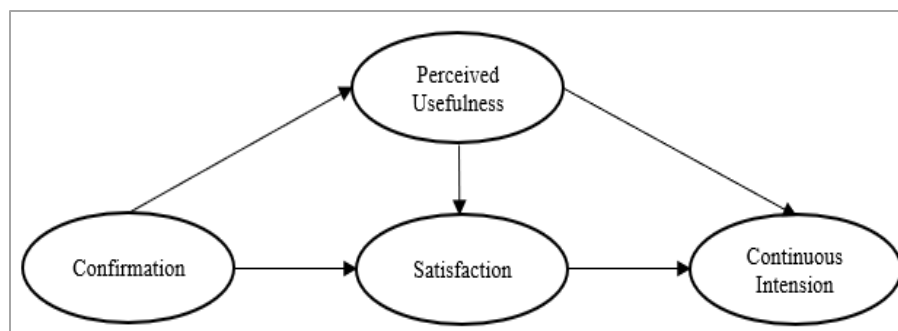 Perceived
Usefulness
Confirmation
Satisfaction
Continuous
Intension